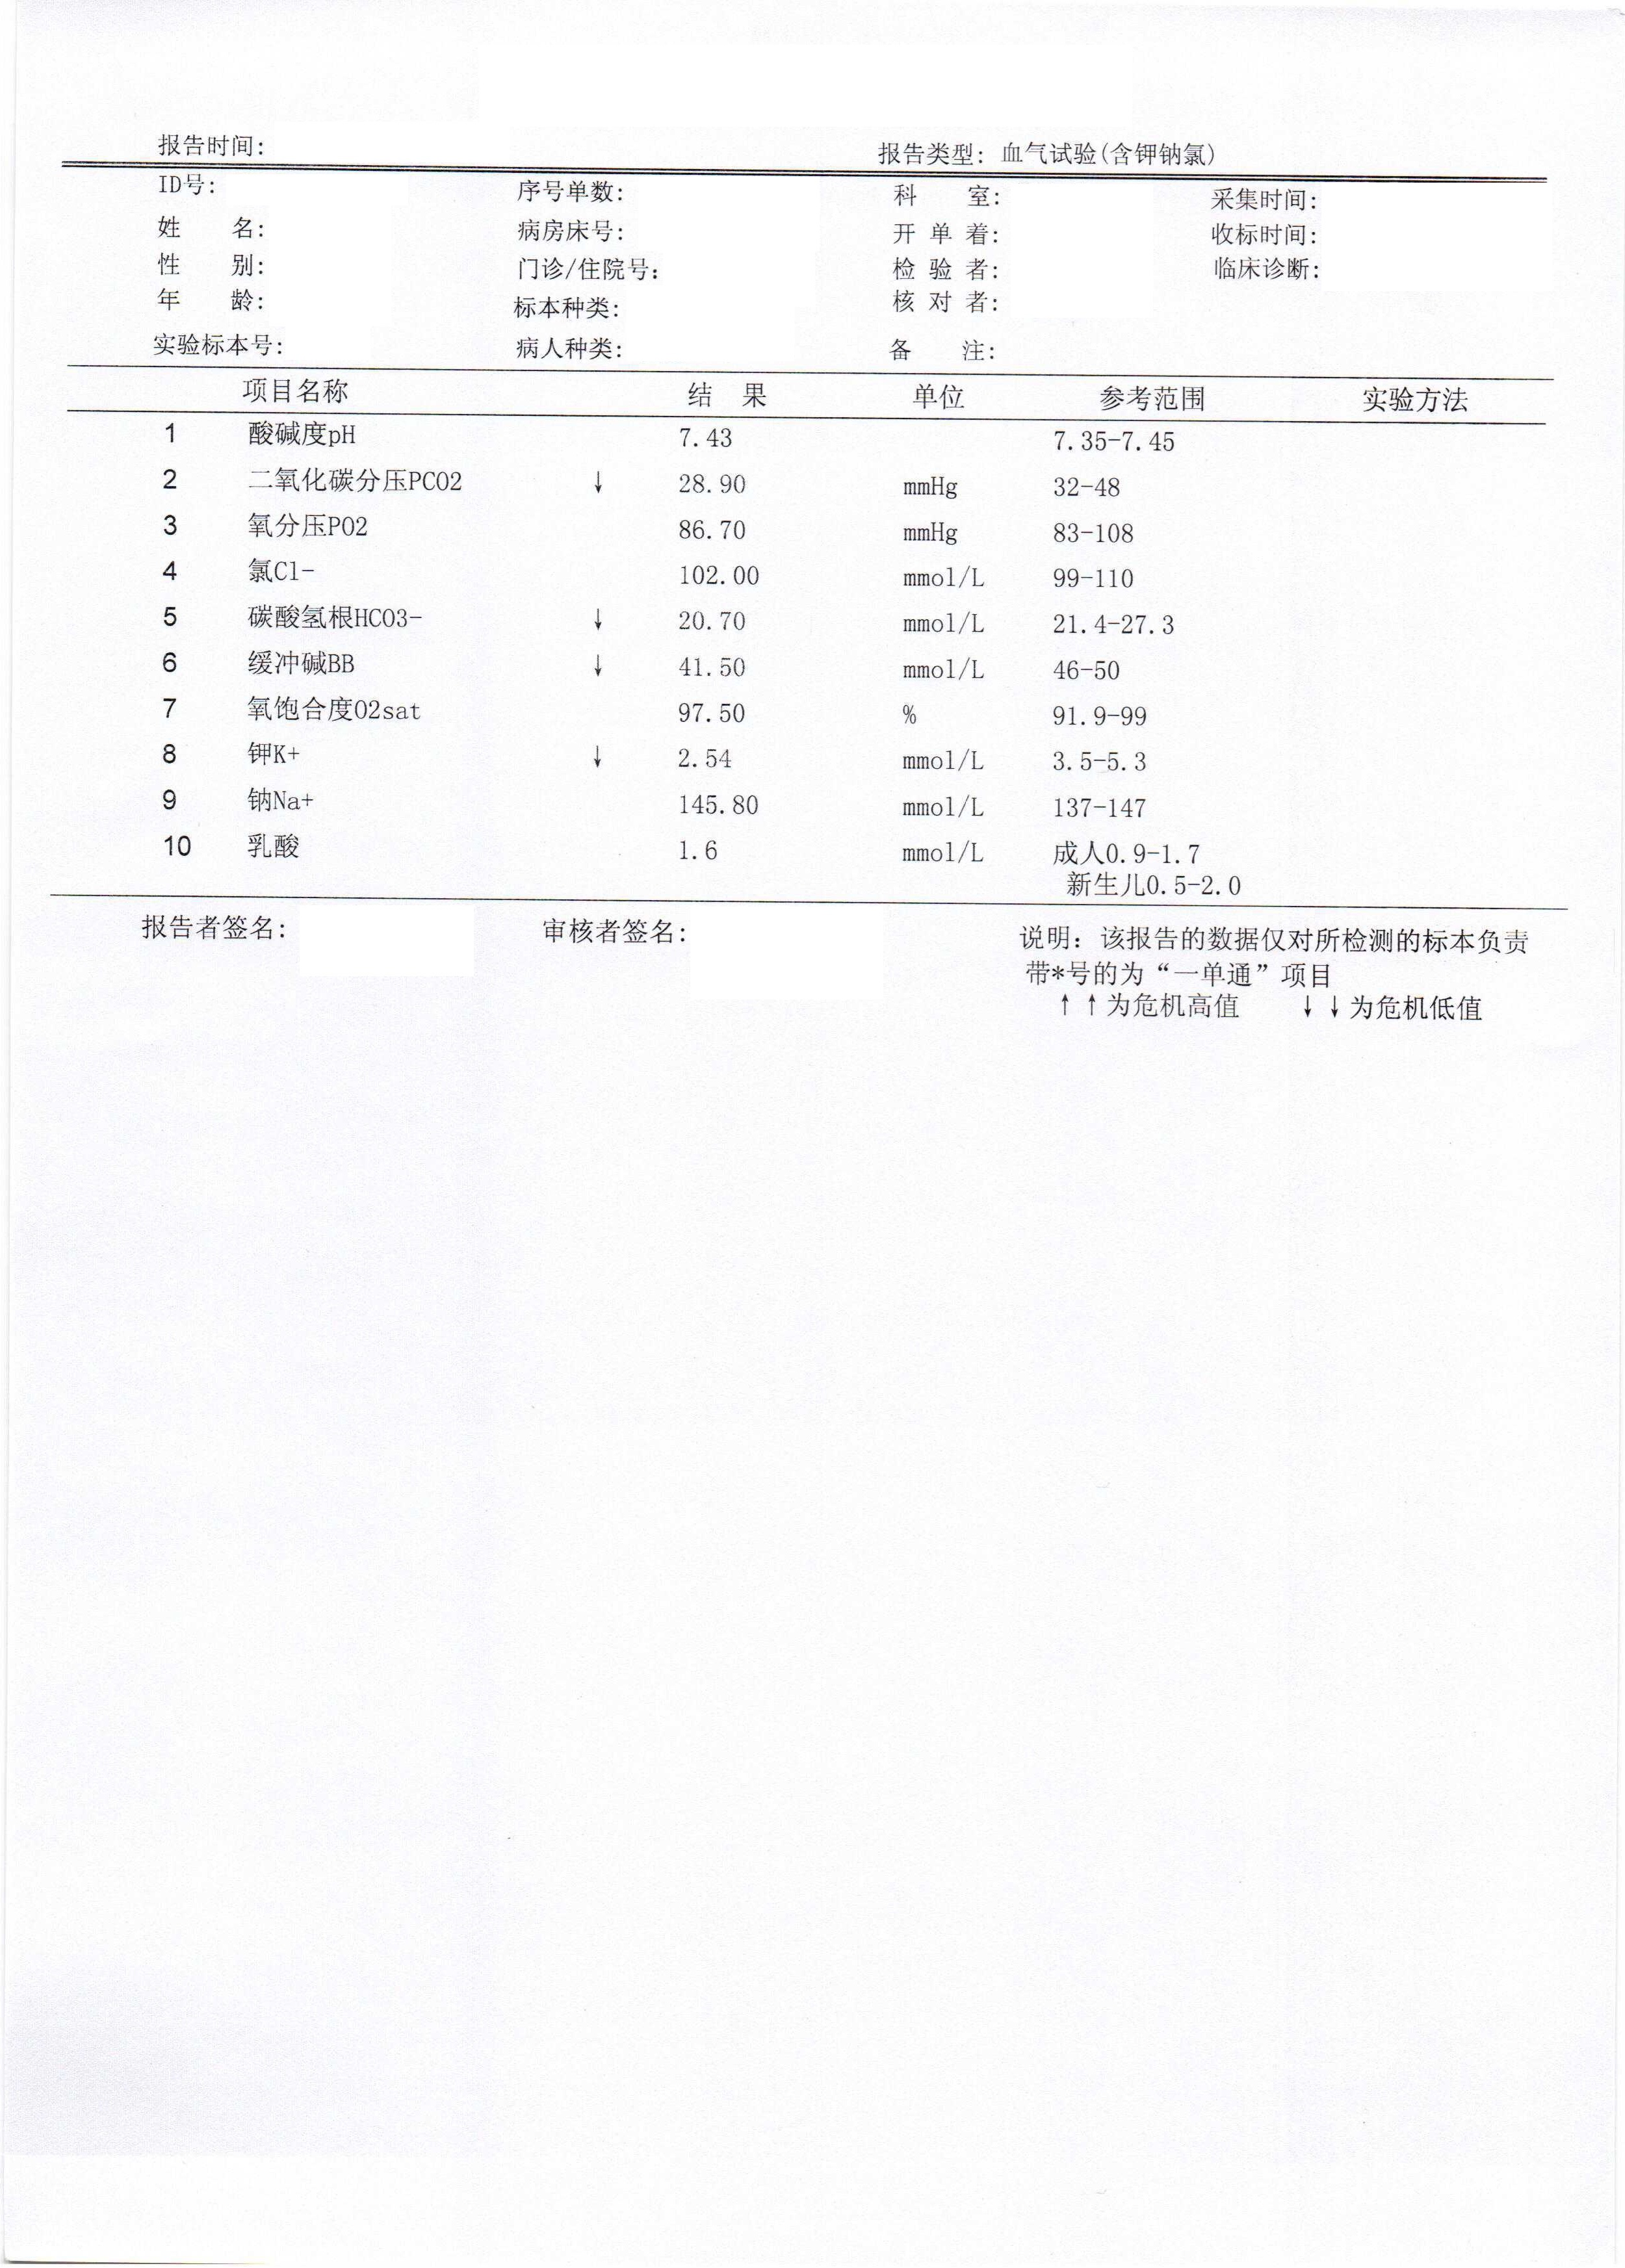 报告时间:
报告类型: 血气试验(含钾钠氯)
ID号: 序号单数: 科 室: 采集时间:
姓 名: 病房床号: 开 单 着: 收标时间:
性 别: 门诊/住院号: 检 验 者: 临床诊断:
年 龄: 标本种类: 核 对 者:
实验标本号: 病人种类: 备 注:
项目名称 结 果 单位 参考范围 实验方法
1 酸碱度pH 7.43 7.35-7.45
2 二氧化碳分压PCO2 ↓ 28.90 mmHg 32-48
3 氧分压PO2 86.70 mmHg 83-108
4 氯Cl- 102.00 mmol/L 99-110
5 碳酸氢根HCO3- ↓ 20.70 mmol/L 21.4-27.3
6 缓冲碱BB ↓ 41.50 mmol/L 46-50
7 氧饱合度O2sat 97.50 % 91.9-99
8 钾K+ ↓ 2.54 mmol/L 3.5-5.3
9 钠Na+ 145.80 mmol/L 137-147
10 乳酸 1.6 mmol/L 成人0.9-1.7
新生儿0.5-2.0
报告者签名: 审核者签名: 说明: 该报告的数据仅对所检测的标本负责
带*号的为“一单通”项目
↑↑为危机高值 ↓↓为危机低值